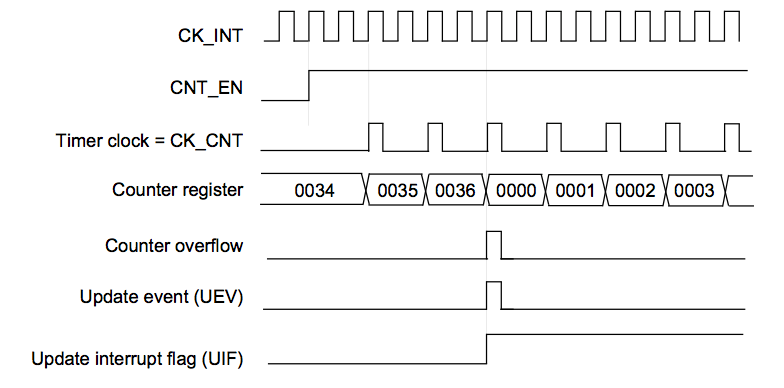 CK_INT
CNT_EN
Timer clock = CK_CNT
Counter register 0034 0035 0036 0000 0001 0002 0003
Counter overflow
Update event (UEV)
Update interrupt flag (UIF)